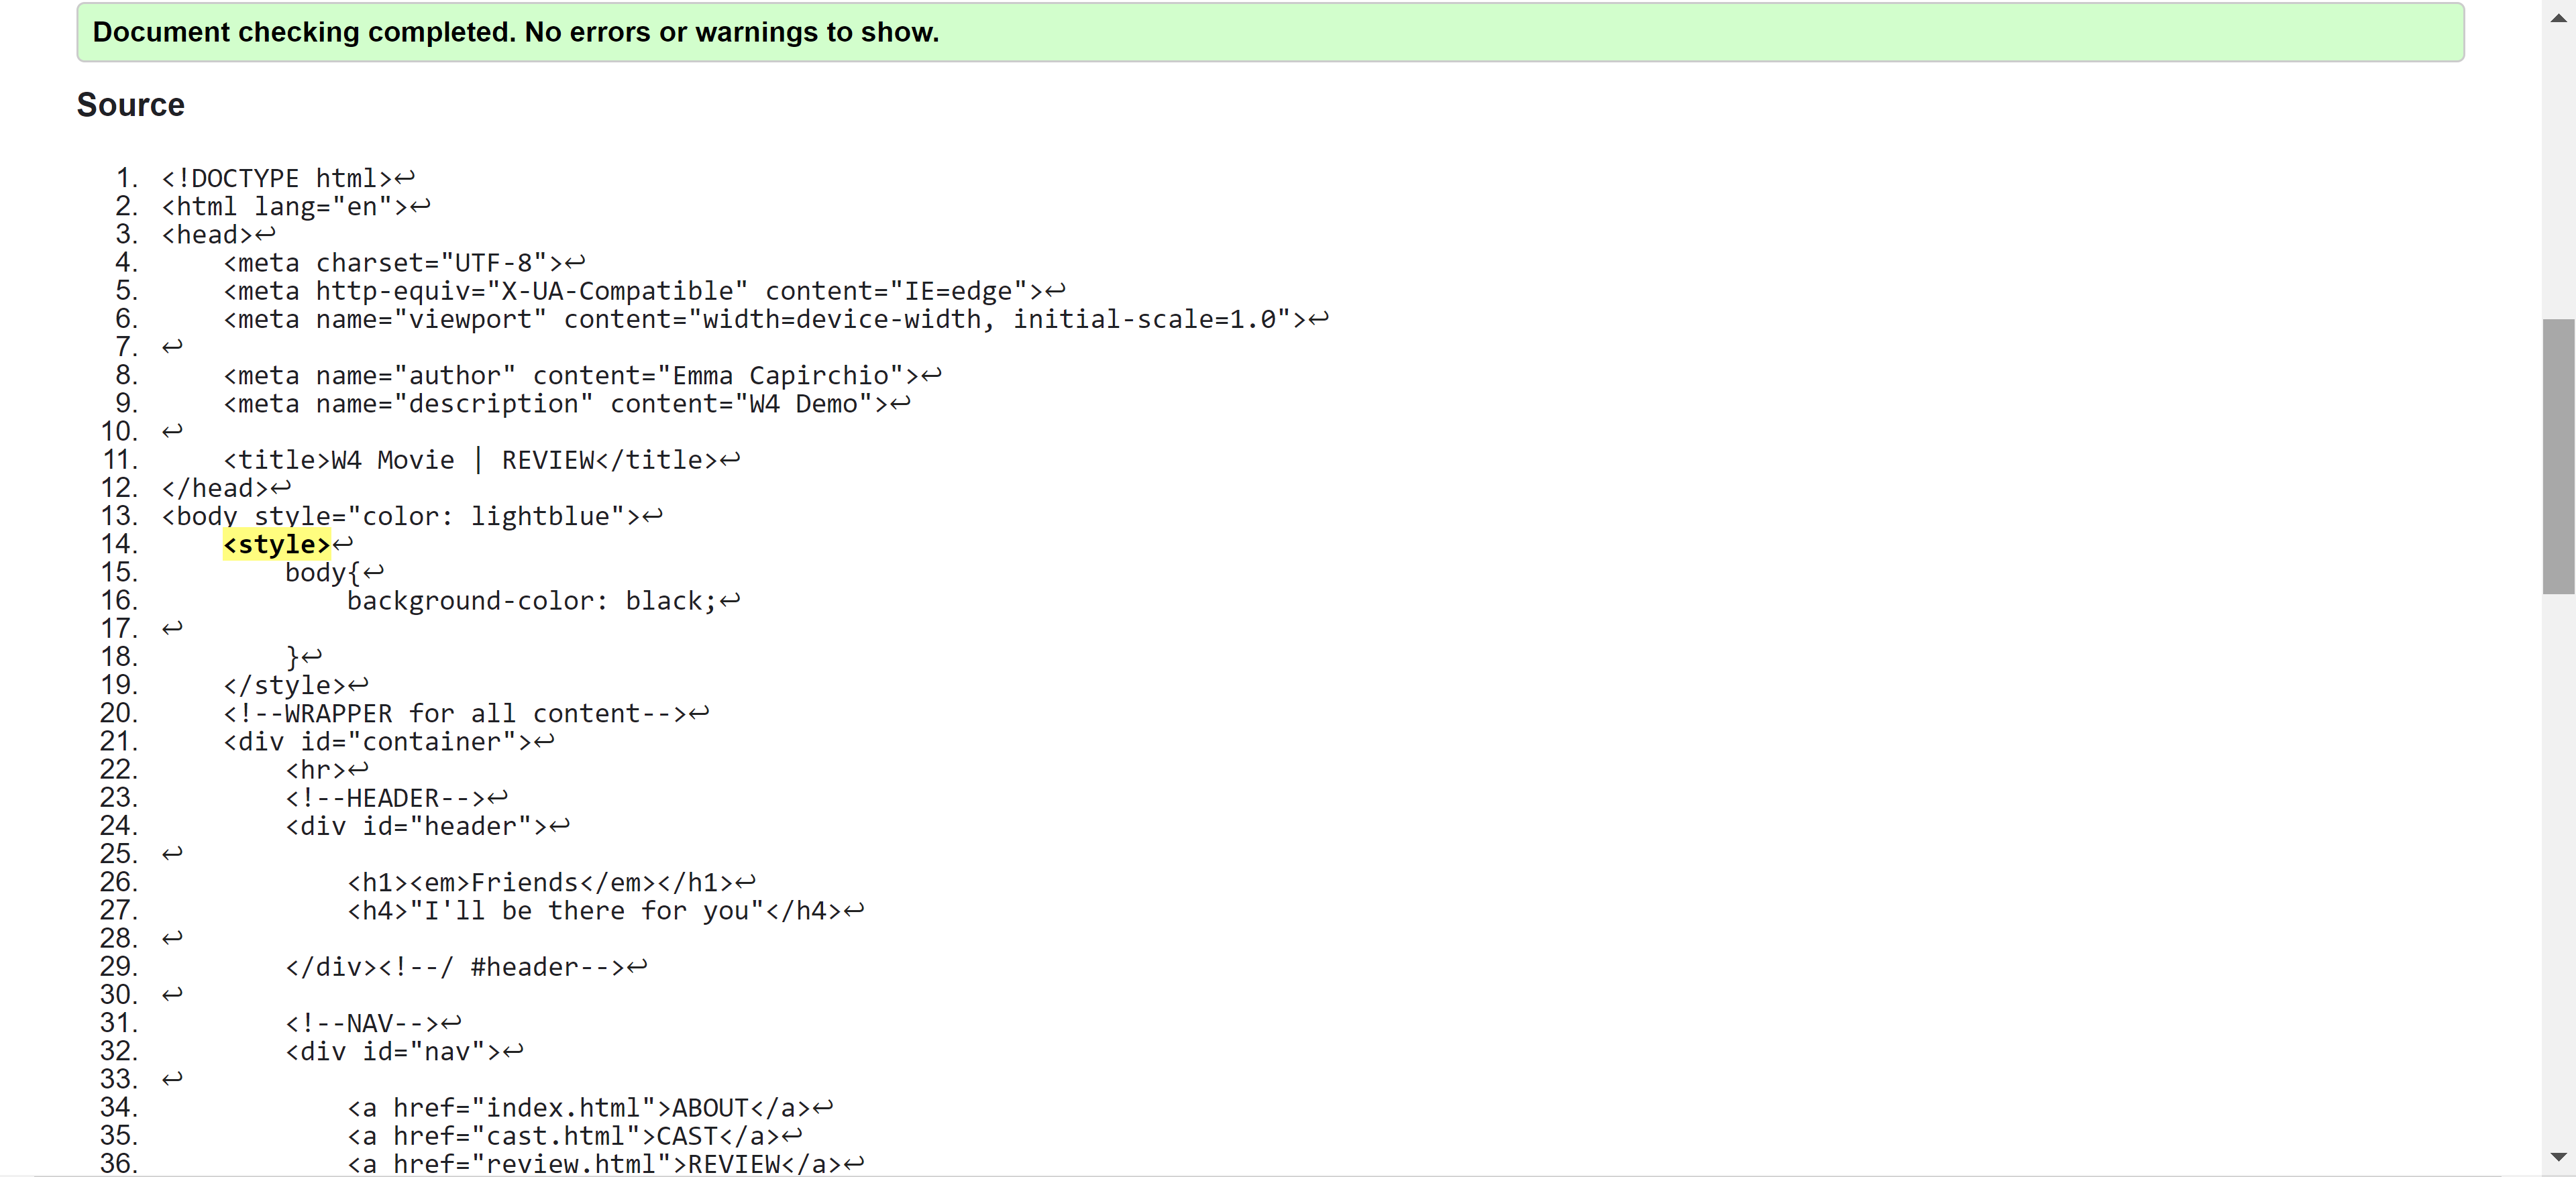 Document checking completed. No errors or warnings to show.
Source
1. <!DOCTYPE html>↩
2. <html lang="en">↩
3. <head>↩
4.     <meta charset="UTF-8">↩
5.     <meta http-equiv="X-UA-Compatible" content="IE=edge">↩
6.     <meta name="viewport" content="width=device-width, initial-scale=1.0">↩
7. ↩
8.     <meta name="author" content="Emma Capirchio">↩
9.     <meta name="description" content="W4 Demo">↩
10. ↩
11.     <title>W4 Movie | REVIEW</title>↩
12. </head>↩
13. <body style="color: lightblue">↩
14.     <style>↩
15.         body{↩
16.             background-color: black;↩
17. ↩
18.         }↩
19.     </style>↩
20.     <!--WRAPPER for all content-->↩
21.     <div id="container">↩
22.         <hr>↩
23.         <!--HEADER-->↩
24.         <div id="header">↩
25. ↩
26.             <h1><em>Friends</em></h1>↩
27.             <h4>"I'll be there for you"</h4>↩
28. ↩
29.         </div><!--/ #header-->↩
30. ↩
31.         <!--NAV-->↩
32.         <div id="nav">↩
33. ↩
34.             <a href="index.html">ABOUT</a>↩
35.             <a href="cast.html">CAST</a>↩
36.             <a href="review.html">REVIEW</a>↩